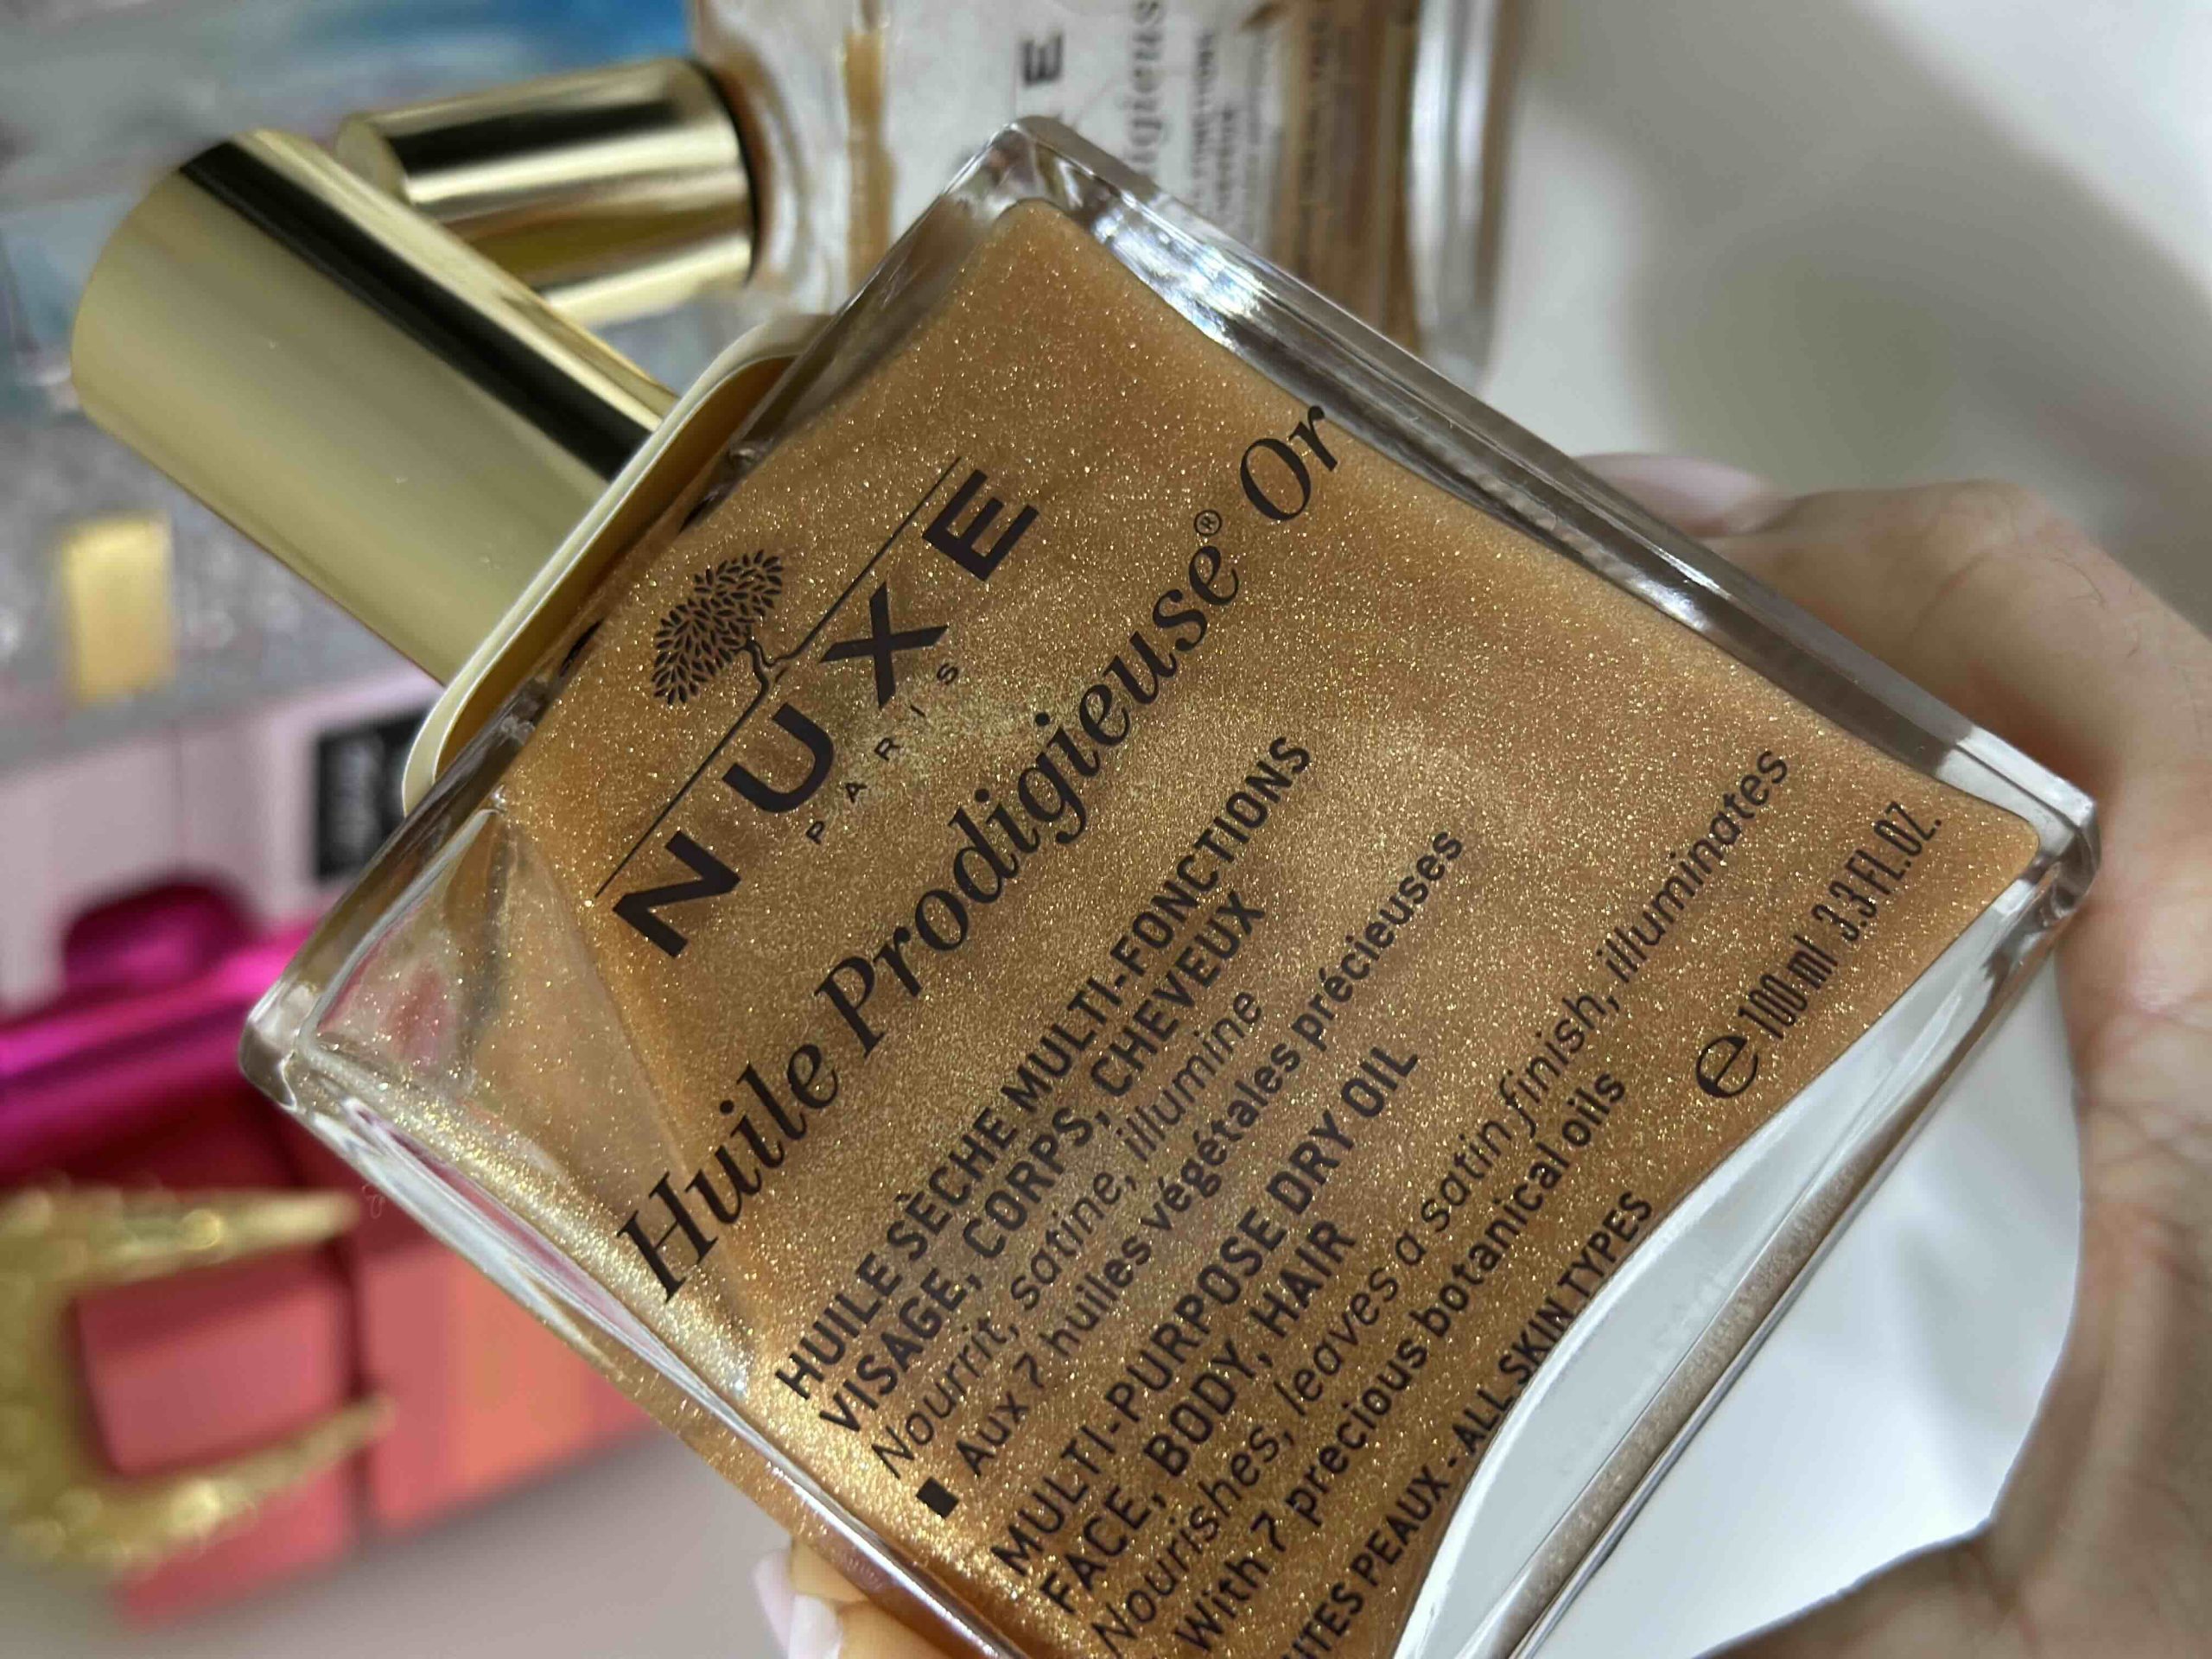 NUXE
PARIS
Huile Prodigieuse® Or
HUILE SÈCHE MULTI-FONCTIONS
VISAGE, CORPS, CHEVEUX
Nourrit, satine, illumine
■ Aux 7 huiles végétales précieuses
MULTI-PURPOSE DRY OIL
FACE, BODY, HAIR
Nourishes, leaves a satin finish, illuminates
With 7 precious botanical oils
PEAUX - ALL SKIN TYPES
e 100 ml 3.3 FL.OZ.